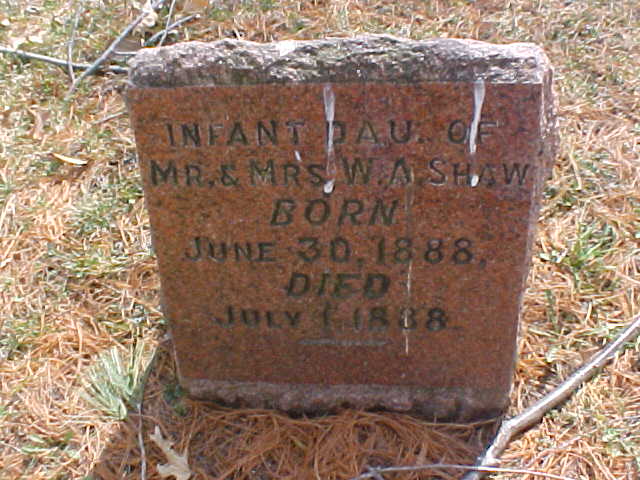 INFANT DAU. OF
MR. & MRS. W. A. SHAW
BORN
JUNE 30, 1888.
DIED
JULY 1, 1888.